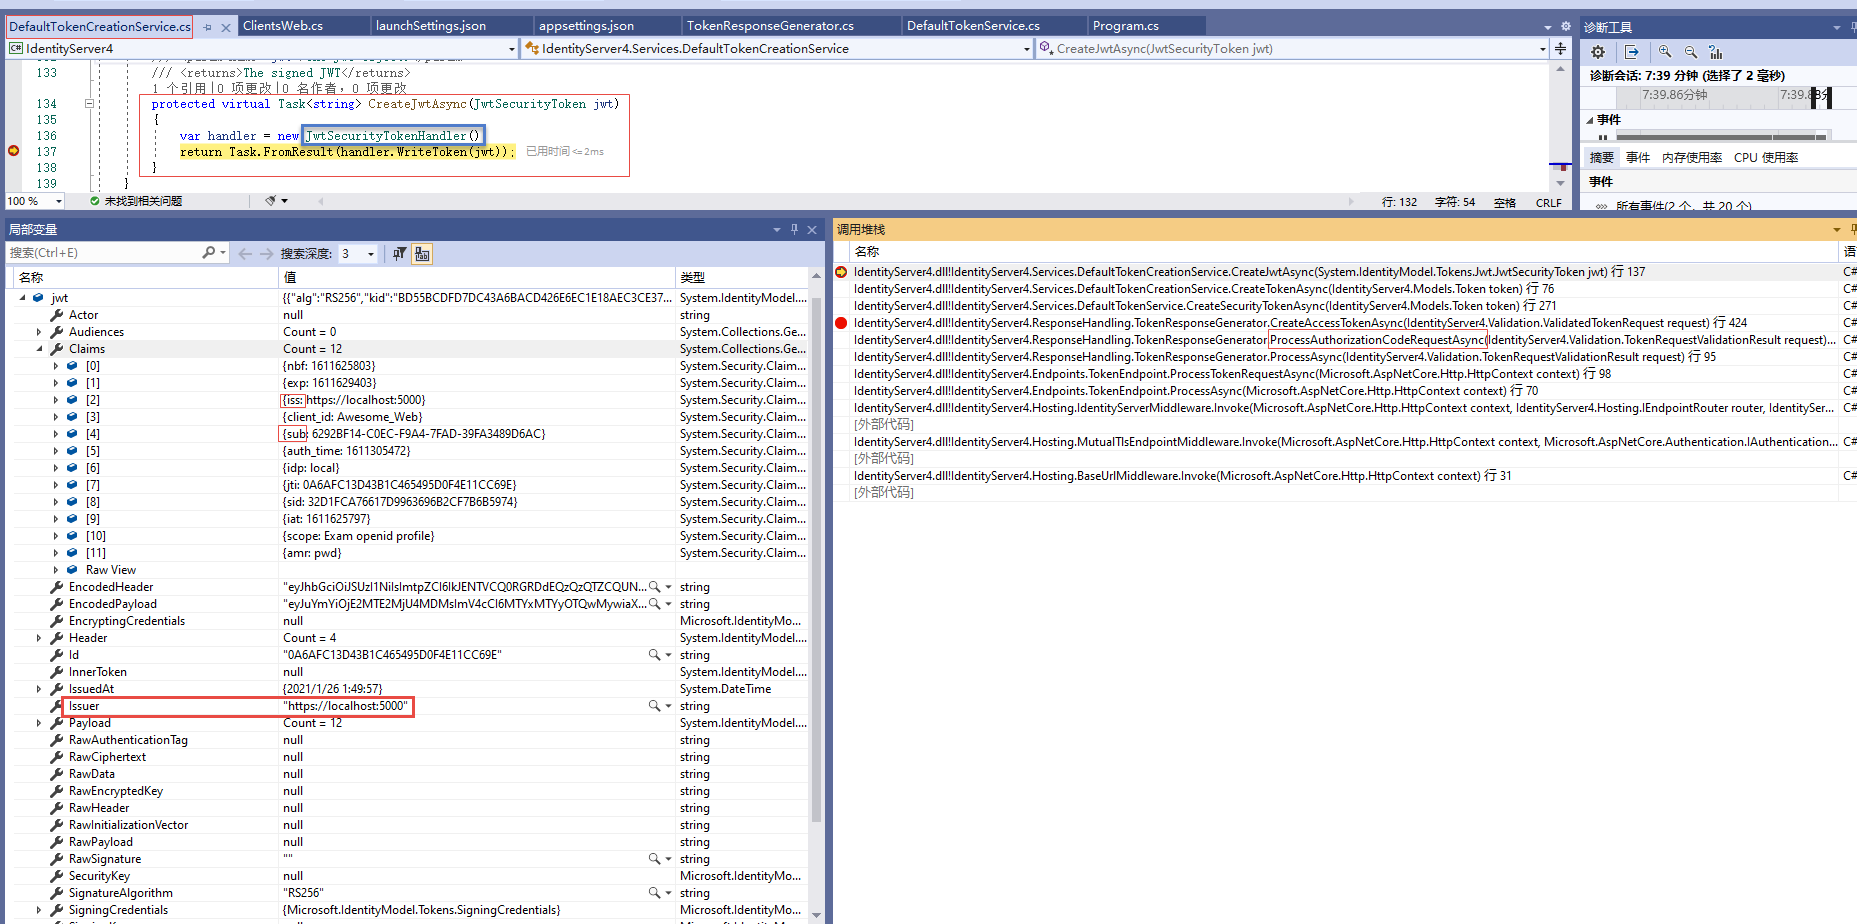 DefaultTokenCreationService.cs
ClientsWeb.cs
launchSettings.json
appsettings.json
TokenResponseGenerator.cs
DefaultTokenService.cs
Program.cs
IdentityServer4
IdentityServer4.Services.DefaultTokenCreationService
CreateJwtAsync(JwtSecurityToken jwt)
133 /// <returns>The signed JWT</returns>
1 个引用|0 项更改|0 名作者, 0 项更改
134 protected virtual Task<string> CreateJwtAsync(JwtSecurityToken jwt)
135 {
136 var handler = new JwtSecurityTokenHandler()
137 return Task.FromResult(handler.WriteToken(jwt)); 已用时间<=2ms
138 }
139 }
100 % 未找到相关问题 行: 132 字符: 54 空格 CRLF
诊断工具
诊断会话: 7:39 分钟 (选择了 2 毫秒)
7:39.86分钟
事件
摘要 事件 内存使用率 CPU 使用率
事件
所有事件(2 个, 共 20 个)
局部变量
搜索(Ctrl+E) 搜索深度: 3
名称 值 类型
jwt {{"alg":"RS256","kid":"BD55BCDFD7DC43A6BACD426E6EC1E18AEC3CE37... System.IdentityModel....
Actor null string
Audiences Count = 0 System.Collections.Ge...
Claims Count = 12 System.Collections.Ge...
[0] {nbf: 1611625803} System.Security.Claim...
[1] {exp: 1611629403} System.Security.Claim...
[2] {iss: https://localhost:5000} System.Security.Claim...
[3] {client_id: Awesome_Web} System.Security.Claim...
[4] {sub: 6292BF14-C0EC-F9A4-7FAD-39FA3489D6AC} System.Security.Claim...
[5] {auth_time: 1611305472} System.Security.Claim...
[6] {idp: local} System.Security.Claim...
[7] {jti: 0A6AFC13D43B1C465495D0F4E11CC69E} System.Security.Claim...
[8] {sid: 32D1FCA76617D9963696B2CF7B6B5974} System.Security.Claim...
[9] {iat: 1611625797} System.Security.Claim...
[10] {scope: Exam openid profile} System.Security.Claim...
[11] {amr: pwd} System.Security.Claim...
Raw View
EncodedHeader "eyJhbGciOiJSUzI1NiIsImtpZCI6IkJENTVCQ0RGRDdEQzQzQTZCQUN... string
EncodedPayload "eyJuYmYiOjE2MTE2MjU4MDMsImV4cCI6MTYxMTYyOTQwMywiaX... string
EncryptingCredentials null Microsoft.IdentityMo...
Header Count = 4 System.IdentityModel....
Id "0A6AFC13D43B1C465495D0F4E11CC69E" string
InnerToken null System.IdentityModel....
IssuedAt {2021/1/26 1:49:57} System.DateTime
Issuer "https://localhost:5000" string
Payload Count = 12 System.IdentityModel....
RawAuthenticationTag null string
RawCiphertext null string
RawData null string
RawEncryptedKey null string
RawHeader null string
RawInitializationVector null string
RawPayload null string
RawSignature "" string
SecurityKey null Microsoft.IdentityMo...
SignatureAlgorithm "RS256" string
SigningCredentials {Microsoft.IdentityModel.Tokens.SigningCredentials} Microsoft.IdentityMo...
调用堆栈
名称 语
IdentityServer4.dll!IdentityServer4.Services.DefaultTokenCreationService.CreateJwtAsync(System.IdentityModel.Tokens.Jwt.JwtSecurityToken jwt) 行 137 C#
IdentityServer4.dll!IdentityServer4.Services.DefaultTokenCreationService.CreateTokenAsync(IdentityServer4.Models.Token token) 行 76 C#
IdentityServer4.dll!IdentityServer4.Services.DefaultTokenService.CreateSecurityTokenAsync(IdentityServer4.Models.Token token) 行 271 C#
IdentityServer4.dll!IdentityServer4.ResponseHandling.TokenResponseGenerator.CreateAccessTokenAsync(IdentityServer4.Validation.ValidatedTokenRequest request) 行 424 C#
IdentityServer4.dll!IdentityServer4.ResponseHandling.TokenResponseGenerator.ProcessAuthorizationCodeRequestAsync(IdentityServer4.Validation.TokenRequestValidationResult request)... C#
IdentityServer4.dll!IdentityServer4.ResponseHandling.TokenResponseGenerator.ProcessAsync(IdentityServer4.Validation.TokenRequestValidationResult request) 行 95 C#
IdentityServer4.dll!IdentityServer4.Endpoints.TokenEndpoint.ProcessTokenRequestAsync(Microsoft.AspNetCore.Http.HttpContext context) 行 98 C#
IdentityServer4.dll!IdentityServer4.Endpoints.TokenEndpoint.ProcessAsync(Microsoft.AspNetCore.Http.HttpContext context) 行 70 C#
IdentityServer4.dll!IdentityServer4.Hosting.IdentityServerMiddleware.Invoke(Microsoft.AspNetCore.Http.HttpContext context, IdentityServer4.Hosting.IEndpointRouter router, IdentitySer... C#
[外部代码]
IdentityServer4.dll!IdentityServer4.Hosting.MutualTlsEndpointMiddleware.Invoke(Microsoft.AspNetCore.Http.HttpContext context, Microsoft.AspNetCore.Authentication.IAuthentication... C#
[外部代码]
IdentityServer4.dll!IdentityServer4.Hosting.BaseUrlMiddleware.Invoke(Microsoft.AspNetCore.Http.HttpContext context) 行 31 C#
[外部代码]